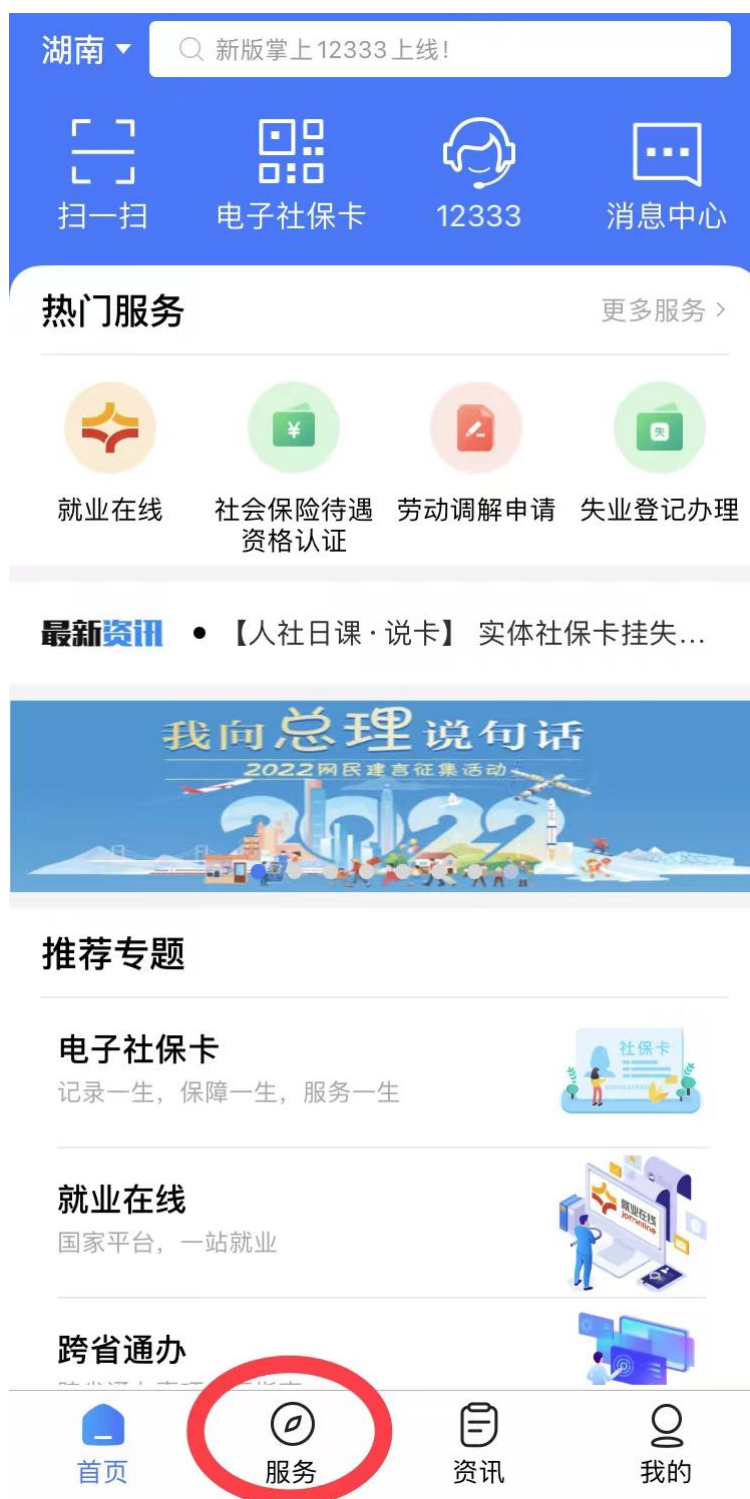 湖南
新版掌上12333上线!
扫一扫 电子社保卡 12333 消息中心
热门服务 更多服务
¥ 失
就业在线 社会保险待遇 劳动调解申请 失业登记办理
资格认证
最新资讯 • 【人社日课·说卡】 实体社保卡挂失...
我向总理说句话
2022网民建言征集活动
2022
推荐专题
电子社保卡
社保卡
记录一生，保障一生，服务一生
就业在线
就业在线
国家平台，一站就业
跨省通办
首页 服务 资讯 我的